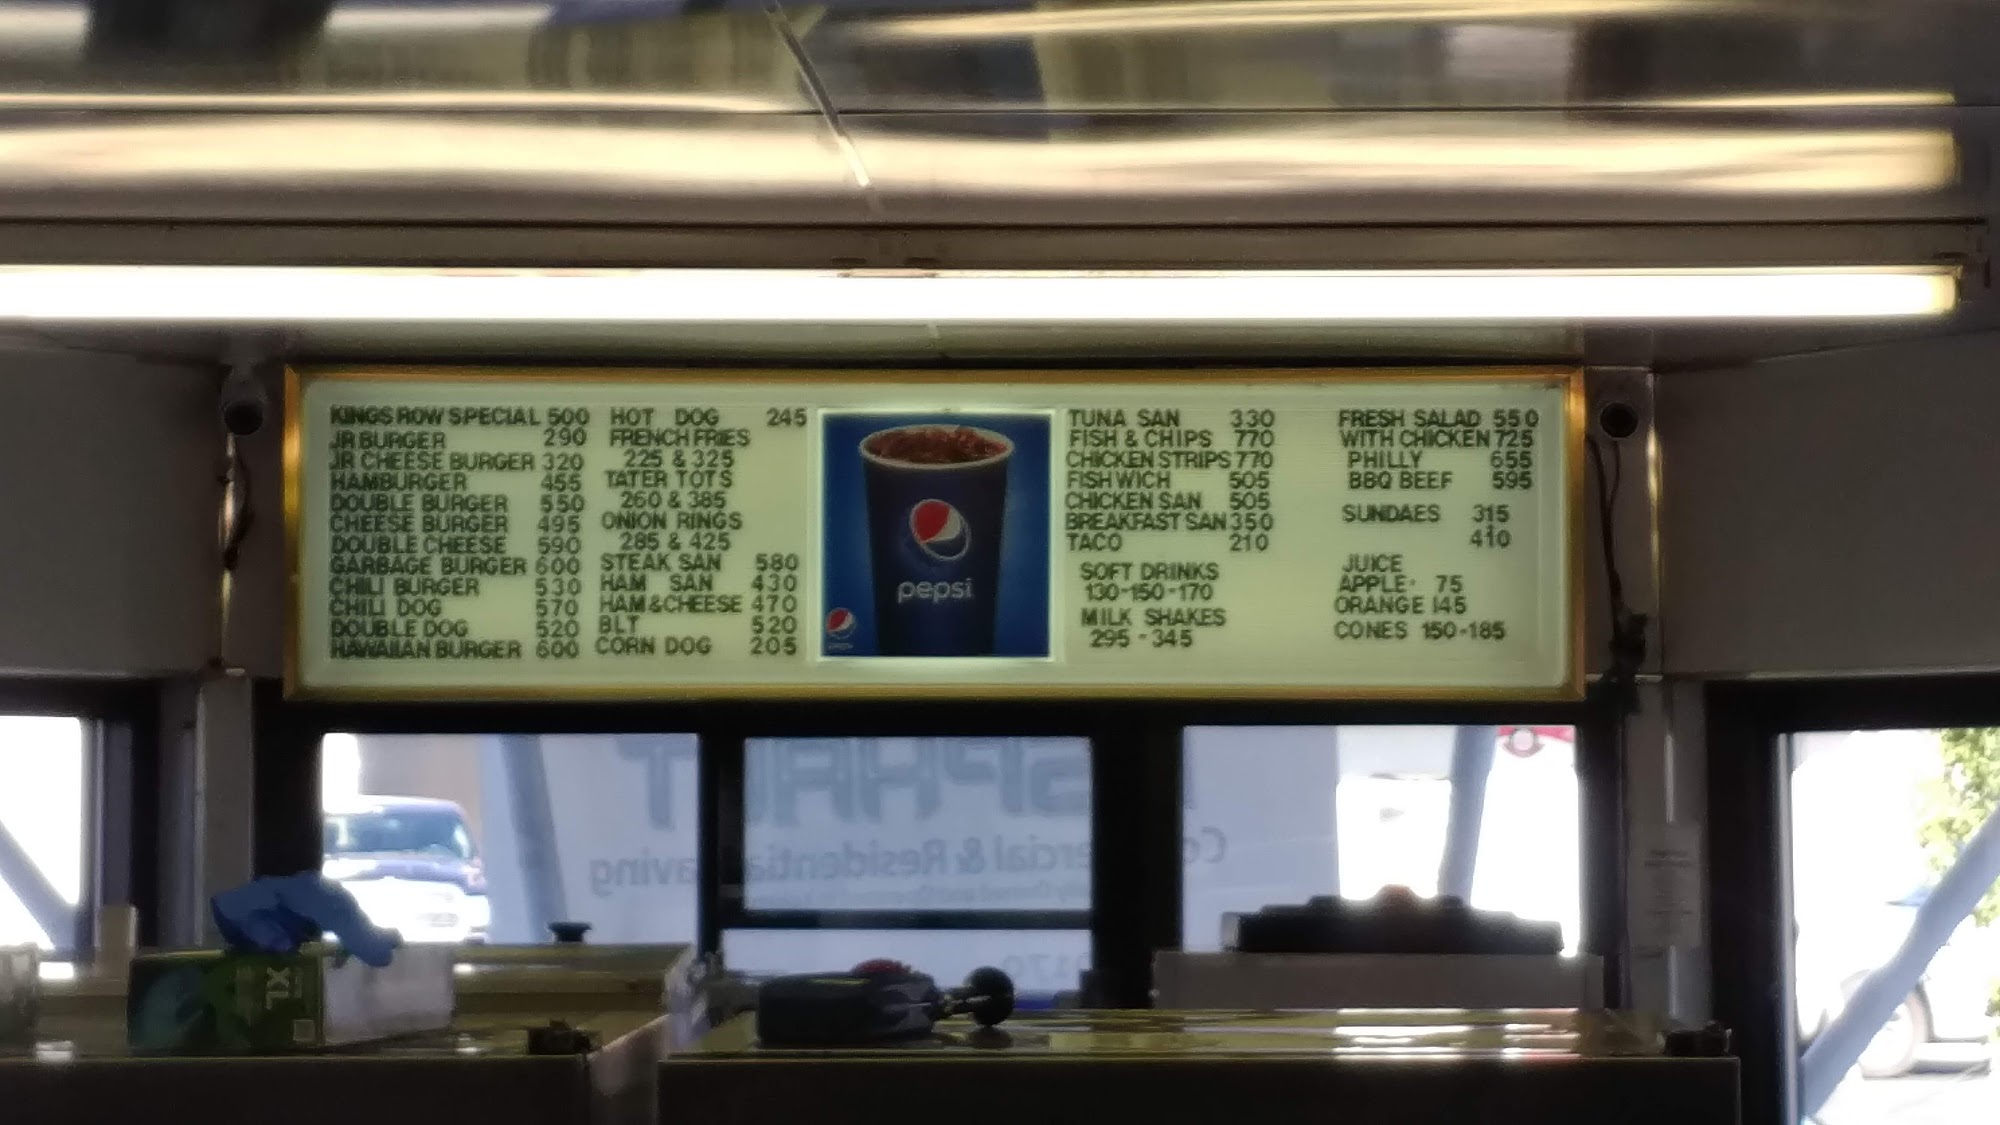 KINGS ROW SPECIAL 500
JR BURGER 290
JR CHEESE BURGER 320
HAMBURGER 455
DOUBLE BURGER 550
CHEESE BURGER 495
DOUBLE CHEESE 590
GARBAGE BURGER 600
CHILI BURGER 530
CHILI DOG 570
DOUBLE DOG 520
HAWAIIAN BURGER 600
HOT DOG 245
FRENCH FRIES
225 & 325
TATER TOTS
260 & 385
ONION RINGS
285 & 425
STEAK SAN 580
HAM SAN 430
HAM & CHEESE 470
BLT 520
CORN DOG 205
pepsi
TUNA SAN 330
FISH & CHIPS 770
CHICKEN STRIPS 770
FISHWICH 505
CHICKEN SAN 505
BREAKFAST SAN 350
TACO 210
SOFT DRINKS
130-150-170
MILK SHAKES
295-345
FRESH SALAD 550
WITH CHICKEN 725
PHILLY 655
BBQ BEEF 595
SUNDAES 315
410
JUICE
APPLE 75
ORANGE 145
CONES 150-185
& Residential
XL